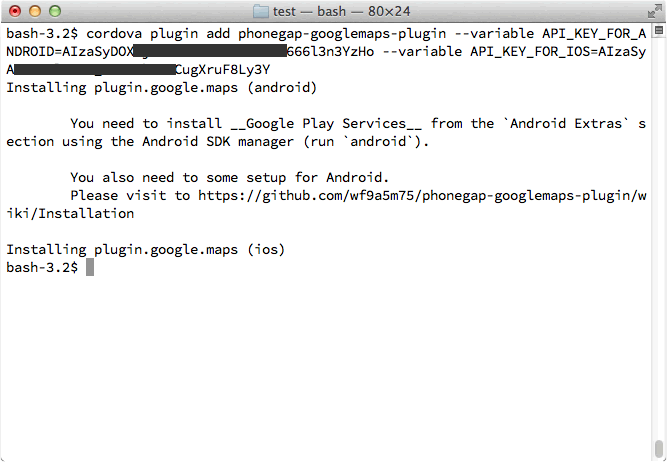 test — bash — 80×24
bash-3.2$ cordova plugin add phonegap-googlemaps-plugin --variable API_KEY_FOR_A
NDROID=AIzaSyDOX 666l3n3YzHo --variable API_KEY_FOR_IOS=AIzaSy
A CugXruF8Ly3Y
Installing plugin.google.maps (android)
You need to install __Google Play Services__ from the `Android Extras` s
ection using the Android SDK manager (run `android`).
You also need to some setup for Android.
Please visit to https://github.com/wf9a5m75/phonegap-googlemaps-plugin/w
iki/Installation
Installing plugin.google.maps (ios)
bash-3.2$